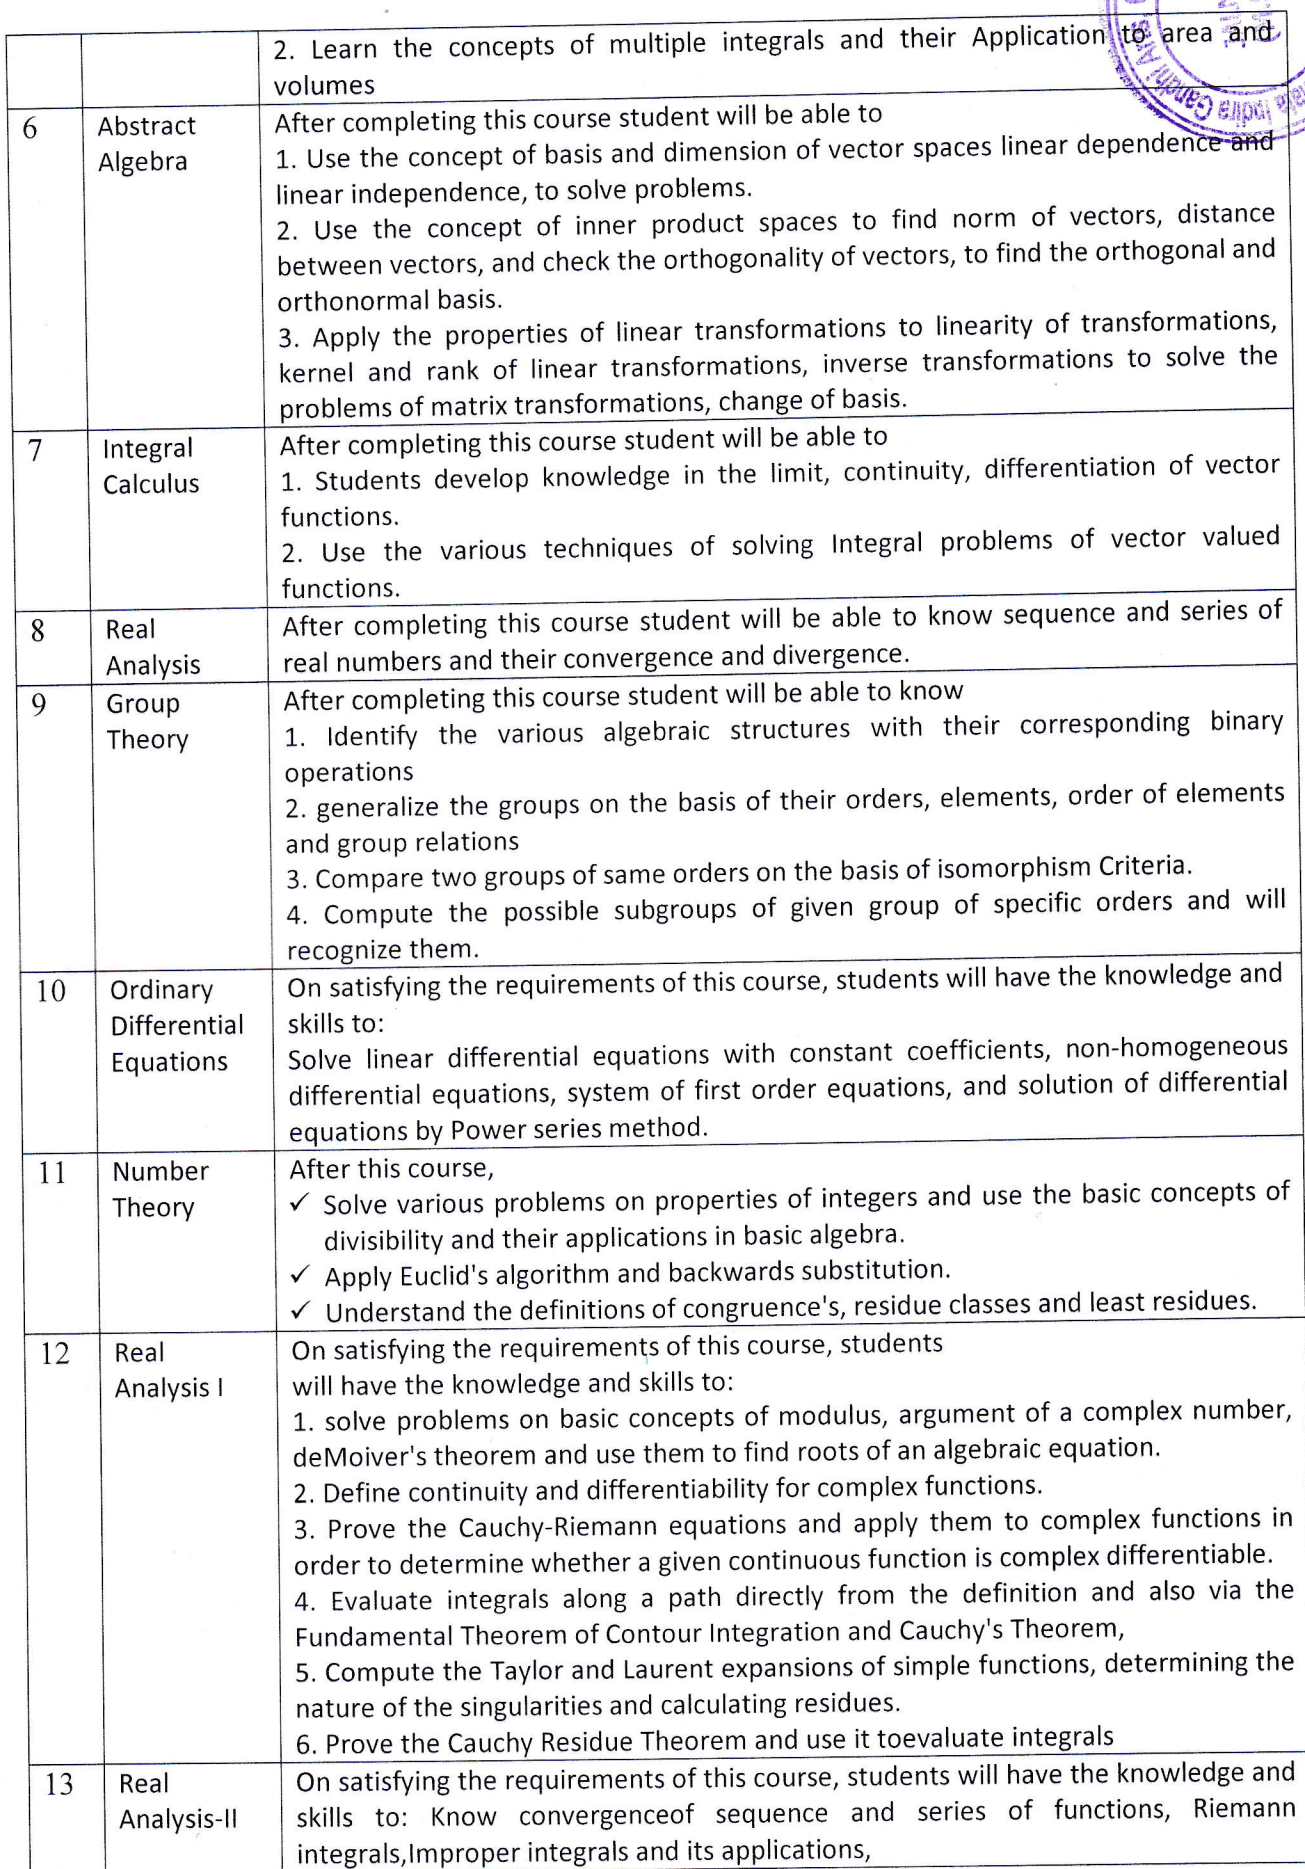 2. Learn the concepts of multiple integrals and their Application to area and
volumes
6 Abstract Algebra
After completing this course student will be able to
1. Use the concept of basis and dimension of vector spaces linear dependence and
linear independence, to solve problems.
2. Use the concept of inner product spaces to find norm of vectors, distance
between vectors, and check the orthogonality of vectors, to find the orthogonal and
orthonormal basis.
3. Apply the properties of linear transformations to linearity of transformations,
kernel and rank of linear transformations, inverse transformations to solve the
problems of matrix transformations, change of basis.
7 Integral Calculus
After completing this course student will be able to
1. Students develop knowledge in the limit, continuity, differentiation of vector
functions.
2. Use the various techniques of solving Integral problems of vector valued
functions.
8 Real Analysis
After completing this course student will be able to know sequence and series of
real numbers and their convergence and divergence.
9 Group Theory
After completing this course student will be able to know
1. Identify the various algebraic structures with their corresponding binary
operations
2. generalize the groups on the basis of their orders, elements, order of elements
and group relations
3. Compare two groups of same orders on the basis of isomorphism Criteria.
4. Compute the possible subgroups of given group of specific orders and will
recognize them.
10 Ordinary Differential Equations
On satisfying the requirements of this course, students will have the knowledge and
skills to:
Solve linear differential equations with constant coefficients, non-homogeneous
differential equations, system of first order equations, and solution of differential
equations by Power series method.
11 Number Theory
After this course,
✓ Solve various problems on properties of integers and use the basic concepts of
divisibility and their applications in basic algebra.
✓ Apply Euclid's algorithm and backwards substitution.
✓ Understand the definitions of congruence's, residue classes and least residues.
12 Real Analysis I
On satisfying the requirements of this course, students
will have the knowledge and skills to:
1. solve problems on basic concepts of modulus, argument of a complex number,
deMoiver's theorem and use them to find roots of an algebraic equation.
2. Define continuity and differentiability for complex functions.
3. Prove the Cauchy-Riemann equations and apply them to complex functions in
order to determine whether a given continuous function is complex differentiable.
4. Evaluate integrals along a path directly from the definition and also via the
Fundamental Theorem of Contour Integration and Cauchy's Theorem,
5. Compute the Taylor and Laurent expansions of simple functions, determining the
nature of the singularities and calculating residues.
6. Prove the Cauchy Residue Theorem and use it toevaluate integrals
13 Real Analysis-II
On satisfying the requirements of this course, students will have the knowledge and
skills to: Know convergenceof sequence and series of functions, Riemann
integrals,Improper integrals and its applications,
Indira Gandhi